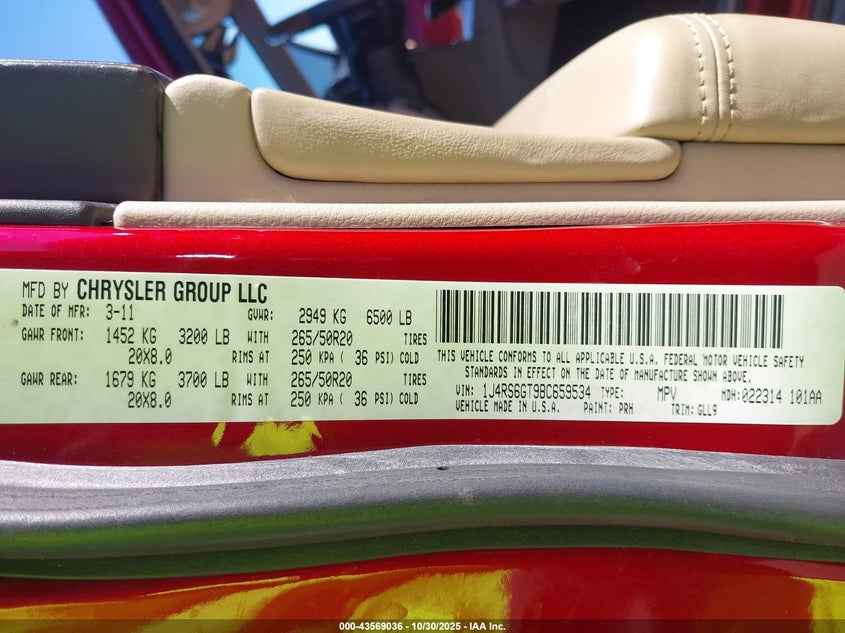 MFD BY CHRYSLER GROUP LLC
DATE OF MFR: 3-11 GVWR: 2949 KG 6500 LB
GAWR FRONT: 1452 KG 3200 LB WITH 265/50R20 TIRES
20X8.0 RIMS AT 250 KPA ( 36 PSI) COLD
GAWR REAR: 1679 KG 3700 LB WITH 265/50R20 TIRES
20X8.0 RIMS AT 250 KPA ( 36 PSI) COLD
THIS VEHICLE CONFORMS TO ALL APPLICABLE U.S.A. FEDERAL MOTOR VEHICLE SAFETY
STANDARDS IN EFFECT ON THE DATE OF MANUFACTURE SHOWN ABOVE.
VIN: 1J4RS6GT9BC659534 TYPE: MPV MDH: 022314 101AA
VEHICLE MADE IN U.S.A. PAINT: PRH TRIM: GLL9
000-43569036 - 10/30/2025 - IAA Inc.